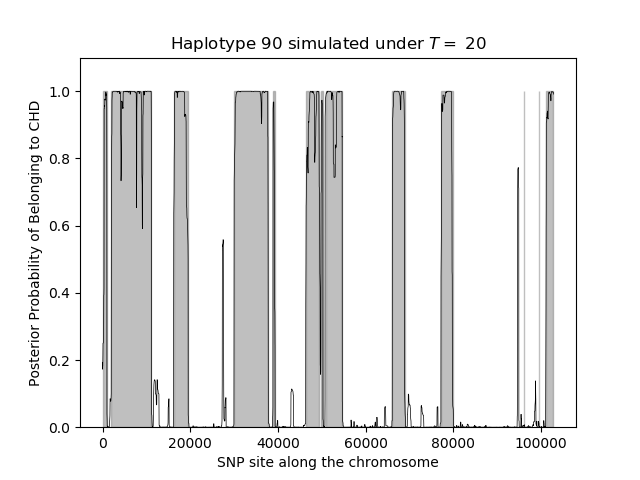 Haplotype 90 simulated under T = 20
Posterior Probability of Belonging to CHD
1.0
0.8
0.6
0.4
0.2
0.0
0 20000 40000 60000 80000 100000
SNP site along the chromosome